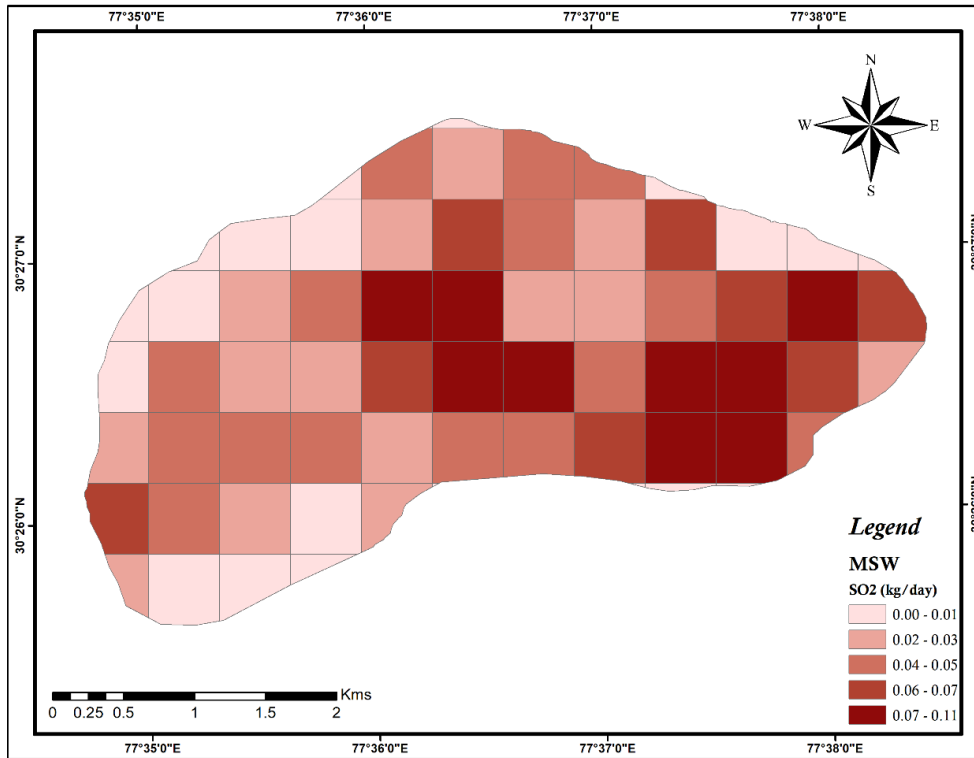 77°35'0"E 77°36'0"E 77°37'0"E 77°38'0"E
N
W E
S
30°27'0"N
30°26'0"N
Legend
MSW
SO2 (kg/day)
0.00 - 0.01
0.02 - 0.03
0.04 - 0.05
0.06 - 0.07
0.07 - 0.11
Kms
0 0.25 0.5 1 1.5 2
77°35'0"E 77°36'0"E 77°37'0"E 77°38'0"E